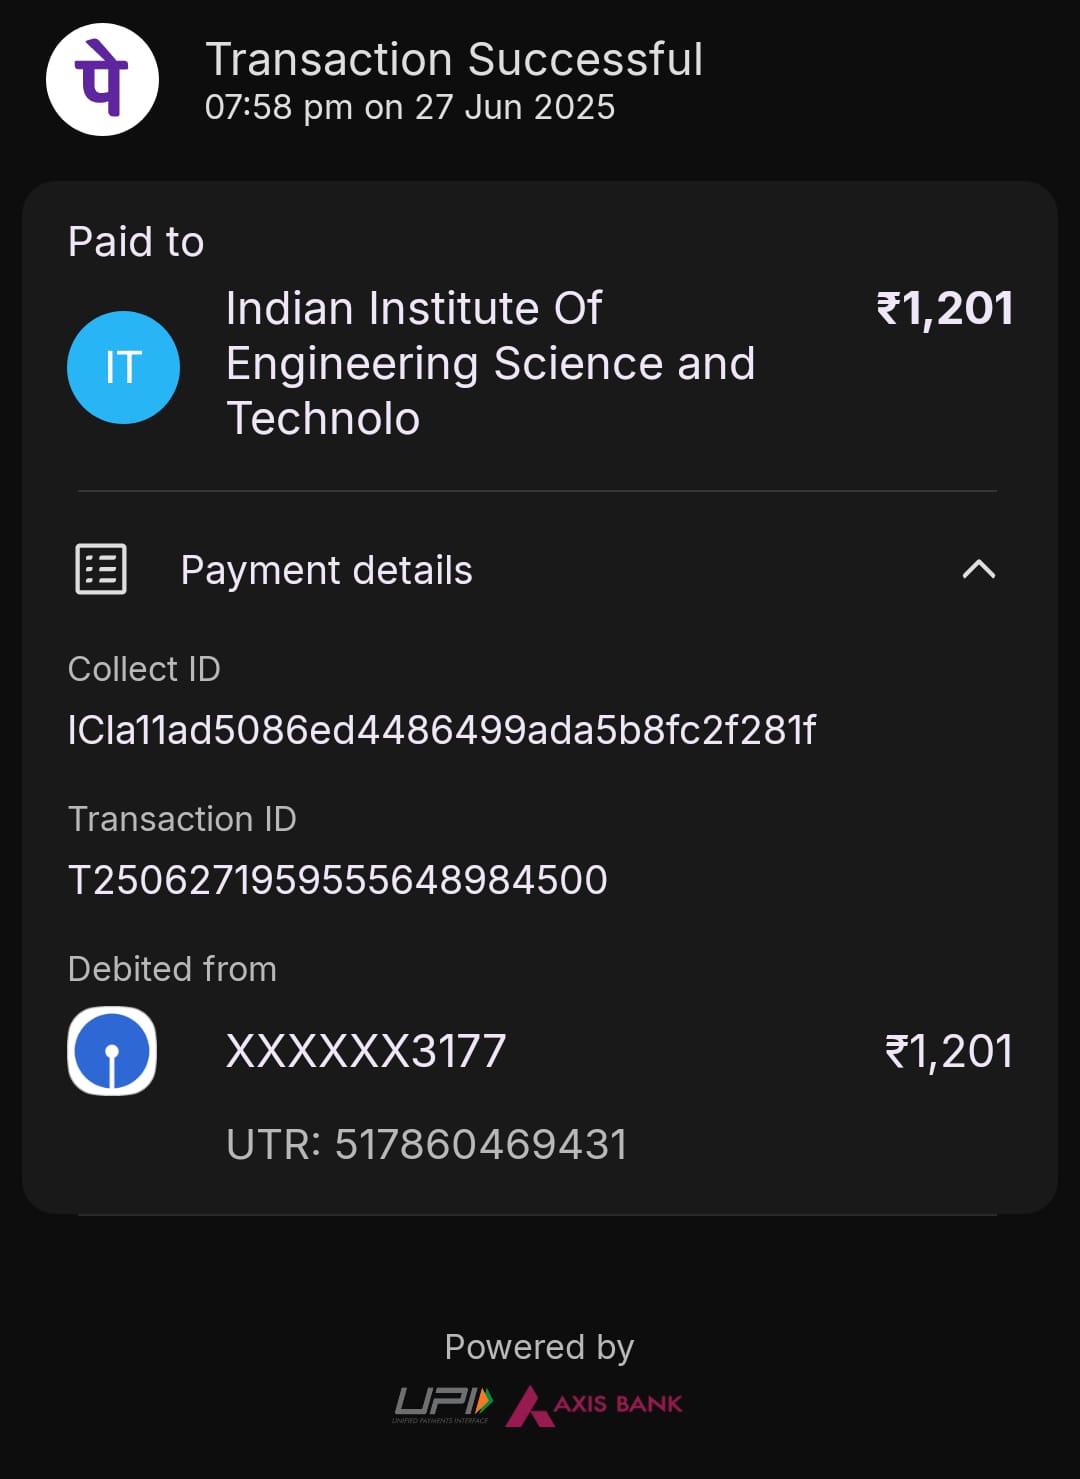 पे
Transaction Successful
07:58 pm on 27 Jun 2025
Paid to
IT
Indian Institute Of
Engineering Science and
Technolo
₹1,201
Payment details
Collect ID
ICIa11ad5086ed4486499ada5b8fc2f281f
Transaction ID
T2506271959555648984500
Debited from
XXXXXX3177
₹1,201
UTR: 517860469431
Powered by
UPI
UNIFIED PAYMENTS INTERFACE
AXIS BANK